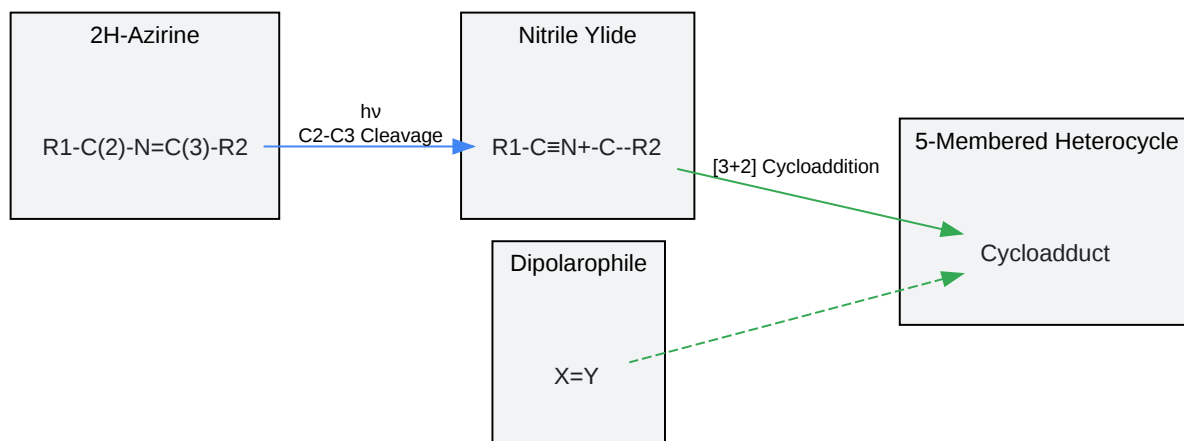 2H-Azirine
R1-C(2)-N=C(3)-R2
hν
C2-C3 Cleavage
Nitrile Ylide
R1-C≡N+-C--R2
[3+2] Cycloaddition
5-Membered Heterocycle
Cycloadduct
Dipolarophile
X=Y